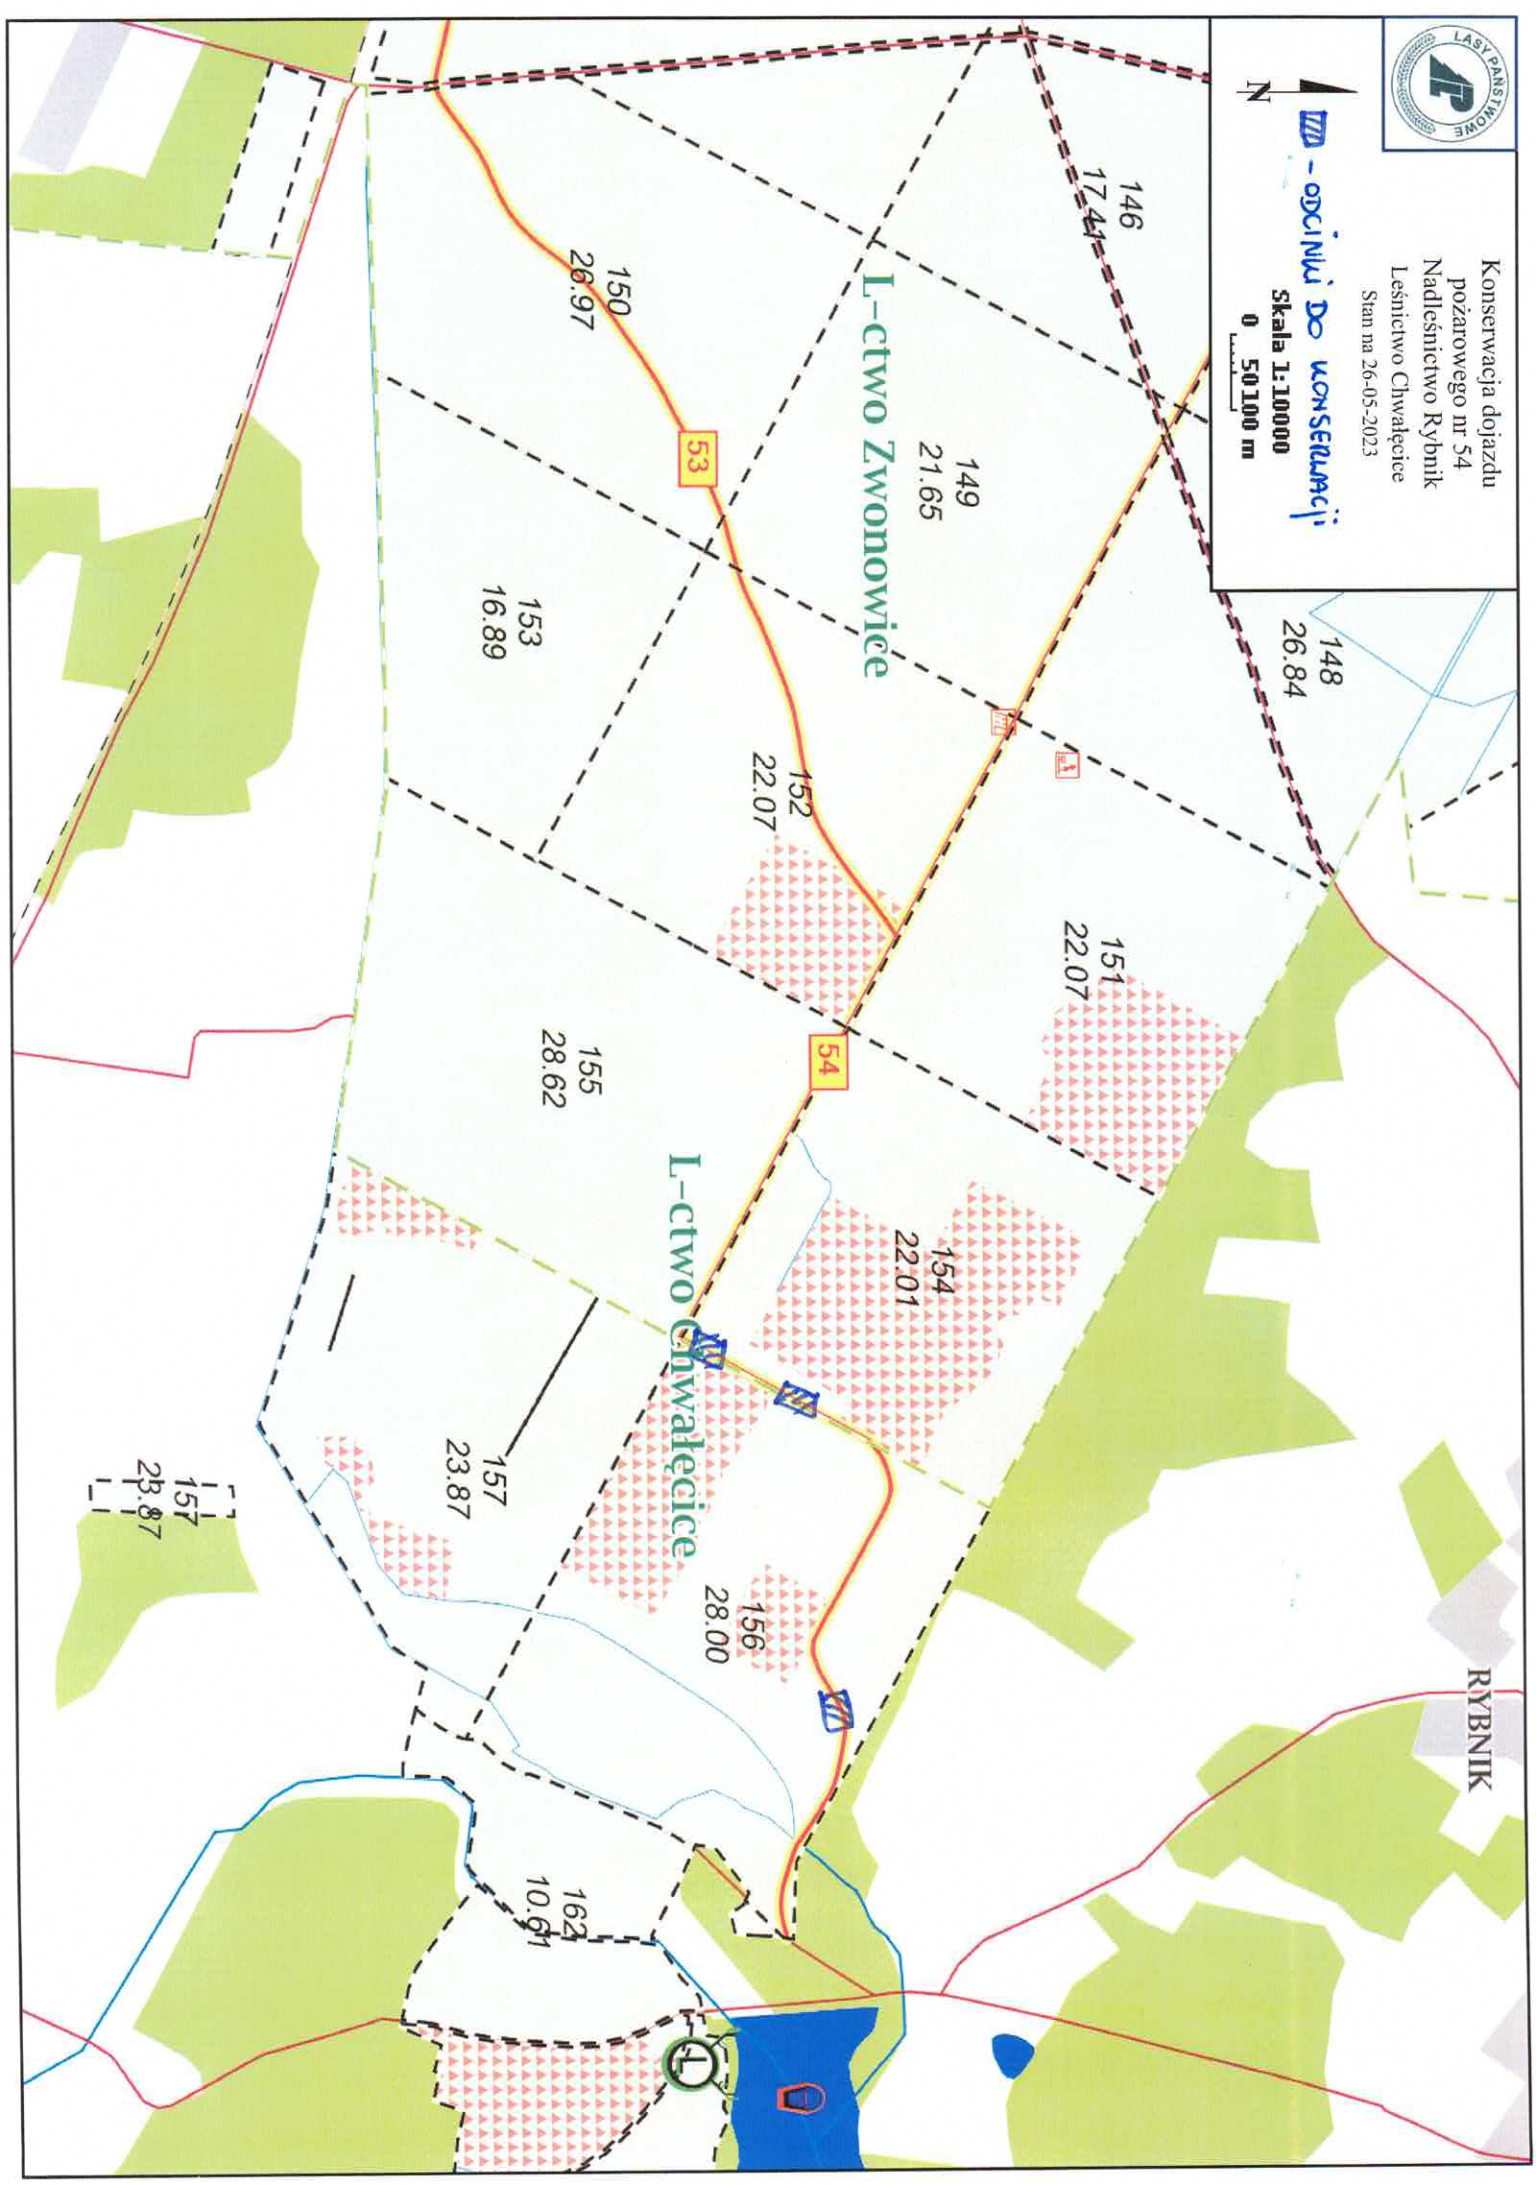 LASY PAŃSTWOWE
Konserwacja dojazdu
pożarowego nr 54
Nadleśnictwo Rybnik
Leśnictwo Chwałęcice
Stan na 26-05-2023
- ODCINKI DO KONSERWACJI
Skala 1:10000
0 50 100 m
N
146
17.41
148
26.84
L-ctwo Zwonowice
149
21.65
150
26.97
53
153
16.89
152
22.07
151
22.07
54
155
28.62
154
22.01
L-ctwo Chwałęcice
157
23.87
157
23.87
156
28.00
RYBNIK
162
10.61
L